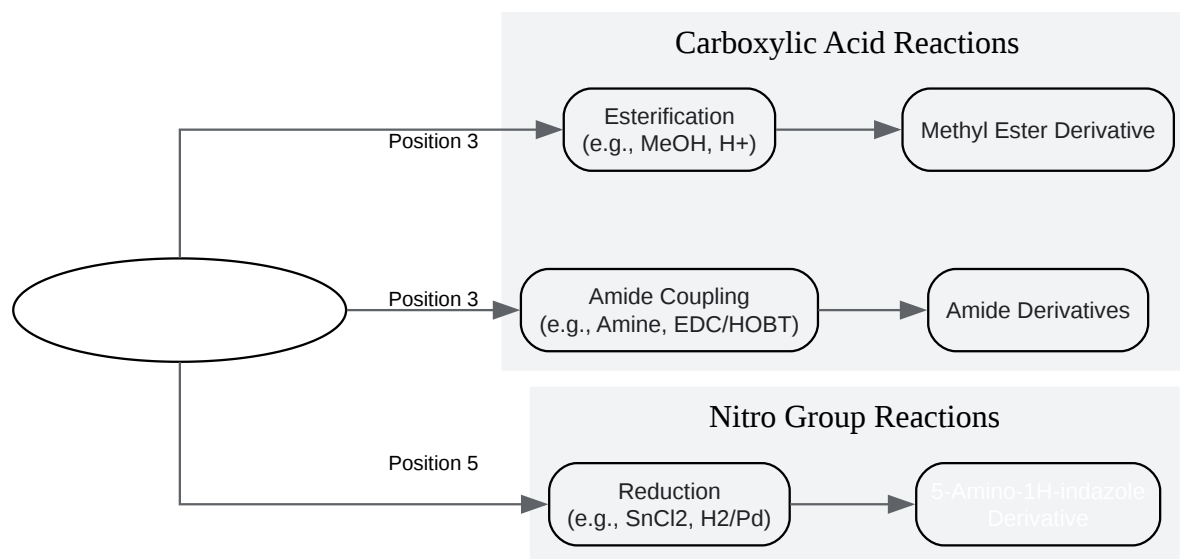 Carboxylic Acid Reactions
Position 3
Esterification
(e.g., MeOH, H+)
Methyl Ester Derivative
Position 3
Amide Coupling
(e.g., Amine, EDC/HOBT)
Amide Derivatives
Nitro Group Reactions
Position 5
Reduction
(e.g., SnCl2, H2/Pd)
5-Amino-1H-indazole
Derivative